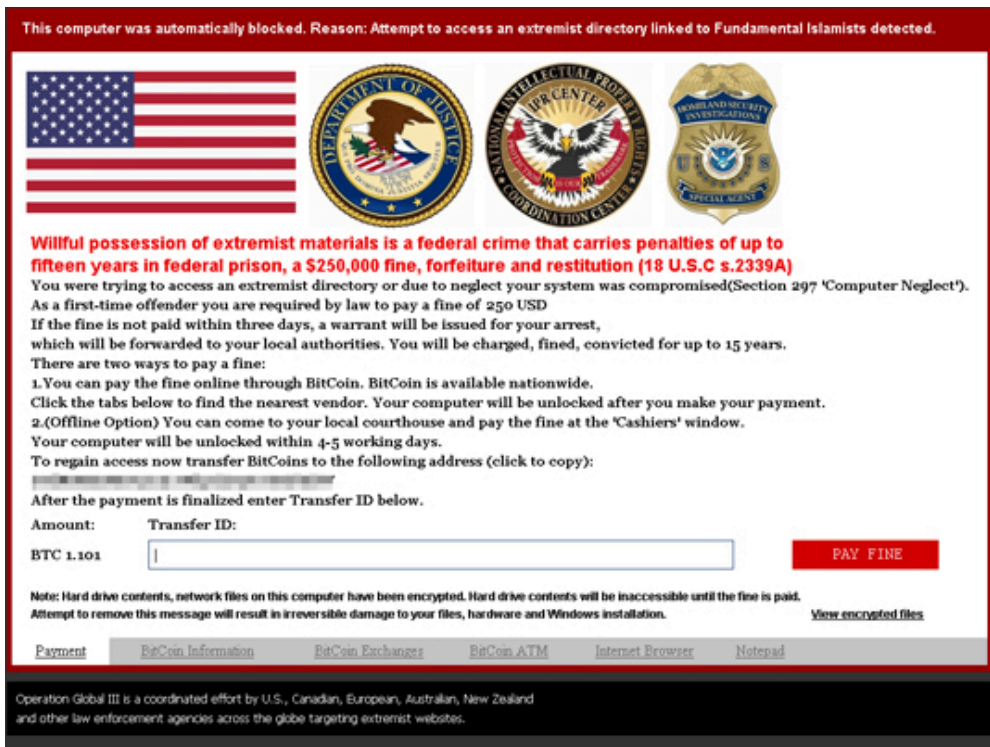 This computer was automatically blocked. Reason: Attempt to access an extremist directory linked to Fundamental Islamists detected.
DEPARTMENT OF JUSTICE
QUI PRO DOMINA JUSTITIA SEQUITUR
NATIONAL INTELLECTUAL PROPERTY RIGHTS
IPR CENTER
PROTECTION IS OUR TRADEMARK
COORDINATION CENTER
HOMELAND SECURITY
INVESTIGATIONS
U S
SPECIAL AGENT
Willful possession of extremist materials is a federal crime that carries penalties of up to
fifteen years in federal prison, a $250,000 fine, forfeiture and restitution (18 U.S.C s.2339A)
You were trying to access an extremist directory or due to neglect your system was compromised(Section 297 'Computer Neglect').
As a first-time offender you are required by law to pay a fine of 250 USD
If the fine is not paid within three days, a warrant will be issued for your arrest,
which will be forwarded to your local authorities. You will be charged, fined, convicted for up to 15 years.
There are two ways to pay a fine:
1.You can pay the fine online through BitCoin. BitCoin is available nationwide.
Click the tabs below to find the nearest vendor. Your computer will be unlocked after you make your payment.
2.(Offline Option) You can come to your local courthouse and pay the fine at the 'Cashiers' window.
Your computer will be unlocked within 4-5 working days.
To regain access now transfer BitCoins to the following address (click to copy):
After the payment is finalized enter Transfer ID below.
Amount: Transfer ID:
BTC 1.101 PAY FINE
Note: Hard drive contents, network files on this computer have been encrypted. Hard drive contents will be inaccessible until the fine is paid.
Attempt to remove this message will result in irreversible damage to your files, hardware and Windows installation. View encrypted files
Payment BitCoin Information BitCoin Exchanges BitCoin ATM Internet Browser Notepad
Operation Global III is a coordinated effort by U.S., Canadian, European, Australian, New Zealand
and other law enforcement agencies across the globe targeting extremist websites.